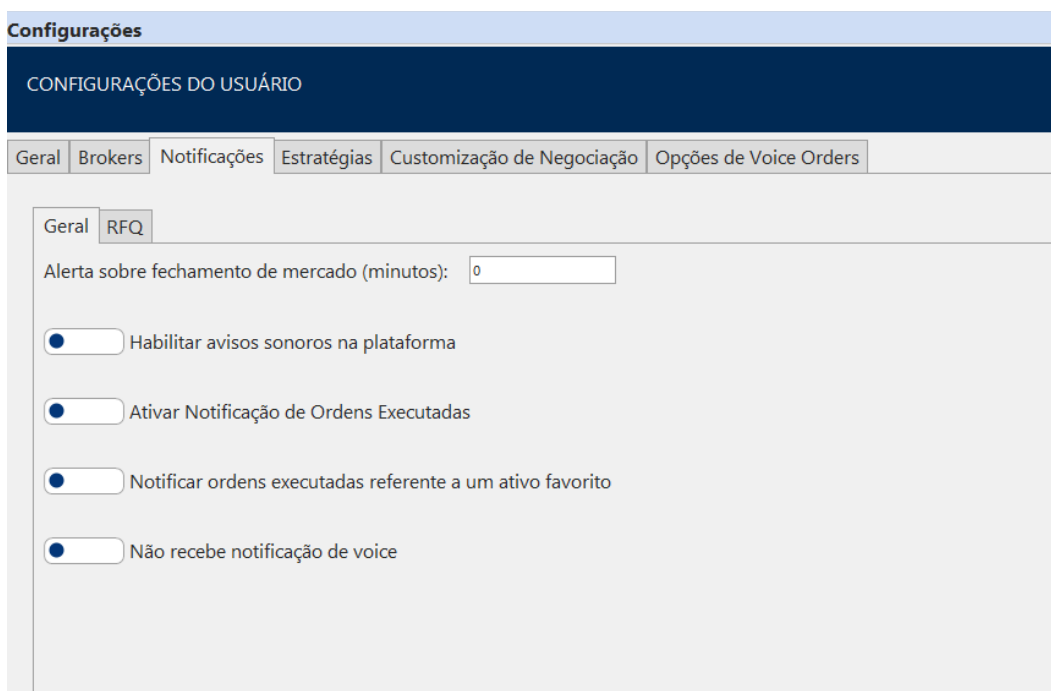 Configurações
CONFIGURAÇÕES DO USUÁRIO
Geral Brokers Notificações Estratégias Customização de Negociação Opções de Voice Orders
Geral RFQ
Alerta sobre fechamento de mercado (minutos): 0
Habilitar avisos sonoros na plataforma
Ativar Notificação de Ordens Executadas
Notificar ordens executadas referente a um ativo favorito
Não recebe notificação de voice